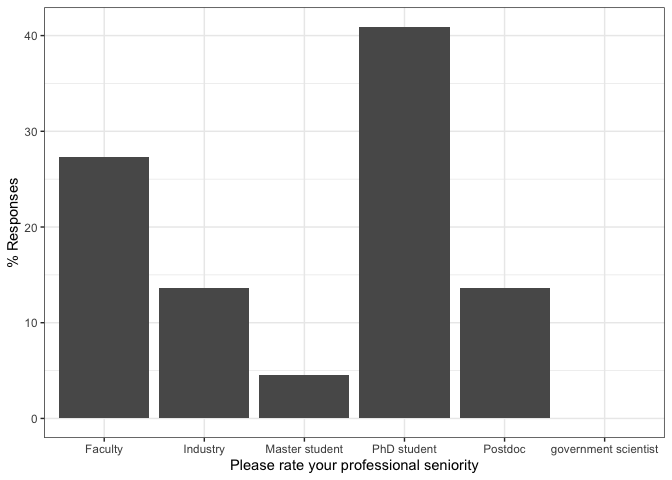 % Responses
40
30
20
10
0
Faculty Industry Master student PhD student Postdoc government scientist
Please rate your professional seniority